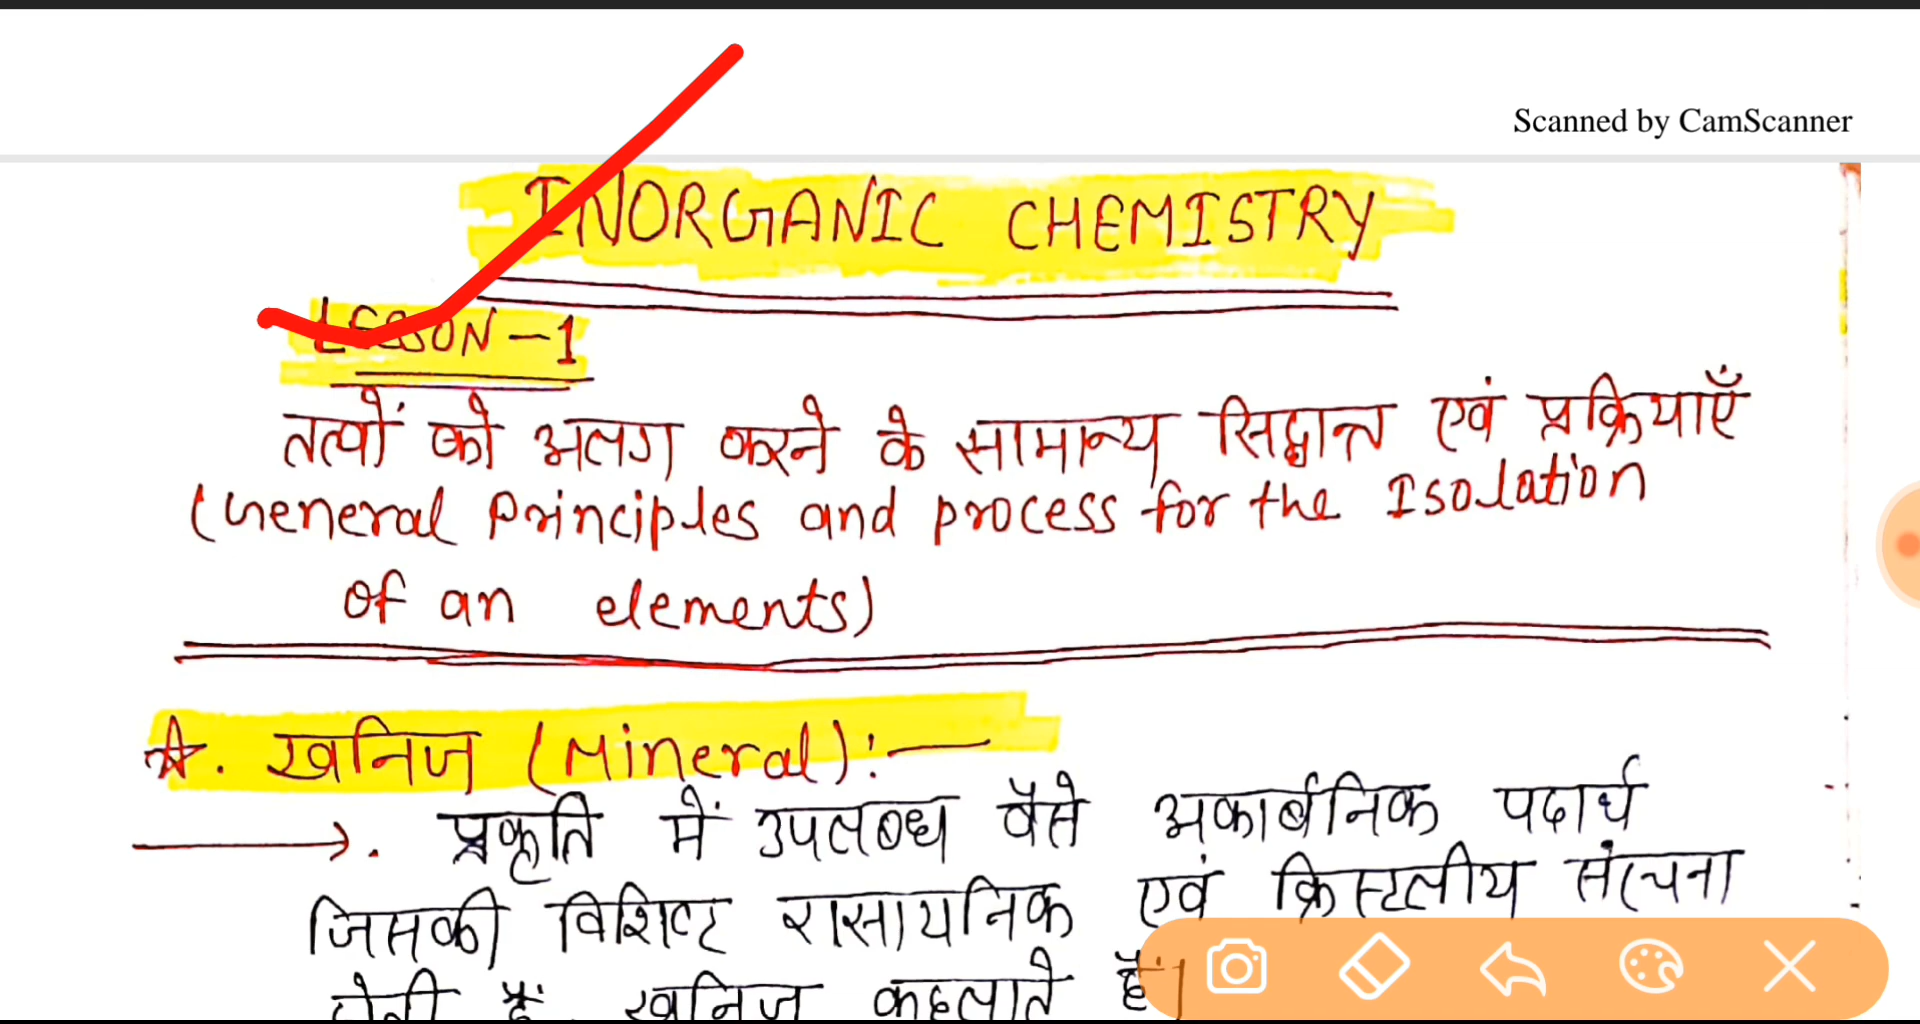 Scanned by CamScanner
INORGANIC CHEMISTRY
LESSON-1
तत्वों को अलग करने के सामान्य सिद्धान्त एवं प्रक्रियाएँ
(General Principles and process for the Isolation
of an elements)
☆. खनिज (Mineral):—
→. प्रकृति में उपलब्ध वैसे अकार्बनिक पदार्थ
जिसकी विशिष्ट रासायनिक एवं क्रिस्टलीय संरचना
होती हैं खनिज कहलाते हैं।